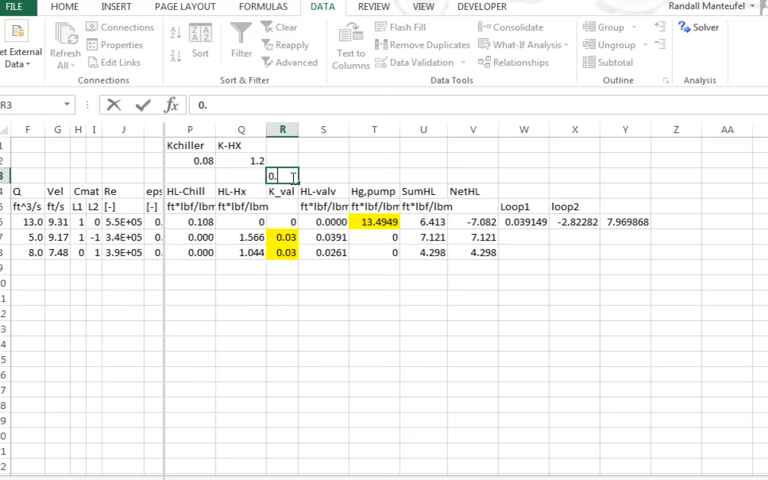 FILE HOME INSERT PAGE LAYOUT FORMULAS DATA REVIEW VIEW DEVELOPER Randall Manteufel
Get External Data
Refresh All
Connections
Properties
Edit Links
Connections
Sort
Filter
Clear
Reapply
Advanced
Sort & Filter
Text to Columns
Flash Fill
Remove Duplicates
Data Validation
Consolidate
What-If Analysis
Relationships
Data Tools
Group
Ungroup
Subtotal
Outline
Solver
Analysis
R3 fx 0.
F G H I J P Q R S T U V W X Y Z AA
Kchiller K-HX
0.08 1.2
0.
Q Vel Cmat Re eps HL-Chill HL-Hx K_val HL-valv Hg,pump SumHL NetHL
ft^3/s ft/s L1 L2 [-] [-] ft*lbf/lbm ft*lbf/lbm ft*lbf/lbm ft*lbf/lbm ft*lbf/lbm Loop1 loop2
13.0 9.31 1 0 5.5E+05 0. 0.108 0 0 0.0000 13.4949 6.413 -7.082 0.039149 -2.82282 7.969868
5.0 9.17 1 -1 3.4E+05 0. 0.000 1.566 0.03 0.0391 0 7.121 7.121
8.0 7.48 0 1 3.9E+05 0. 0.000 1.044 0.03 0.0261 0 4.298 4.298